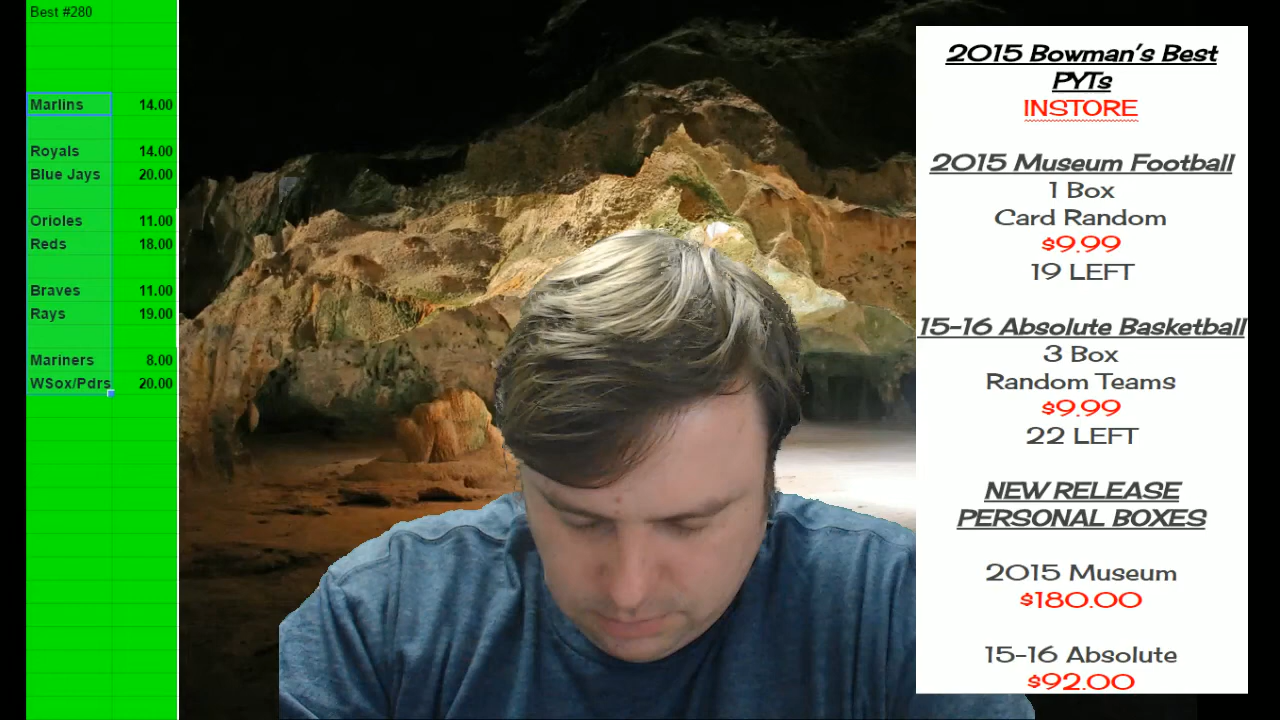 Best #280
Marlins 14.00
Royals 14.00
Blue Jays 20.00
Orioles 11.00
Reds 18.00
Braves 11.00
Rays 19.00
Mariners 8.00
WSox/Pdrs 20.00
2015 Bowman's Best
PYTs
INSTORE
2015 Museum Football
1 Box
Card Random
$9.99
19 LEFT
15-16 Absolute Basketball
3 Box
Random Teams
$9.99
22 LEFT
NEW RELEASE
PERSONAL BOXES
2015 Museum
$180.00
15-16 Absolute
$92.00